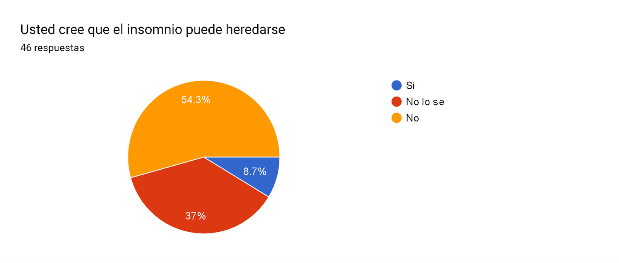 Usted cree que el insomnio puede heredarse
46 respuestas
54.3%
8.7%
37%
Si
No lo se
No